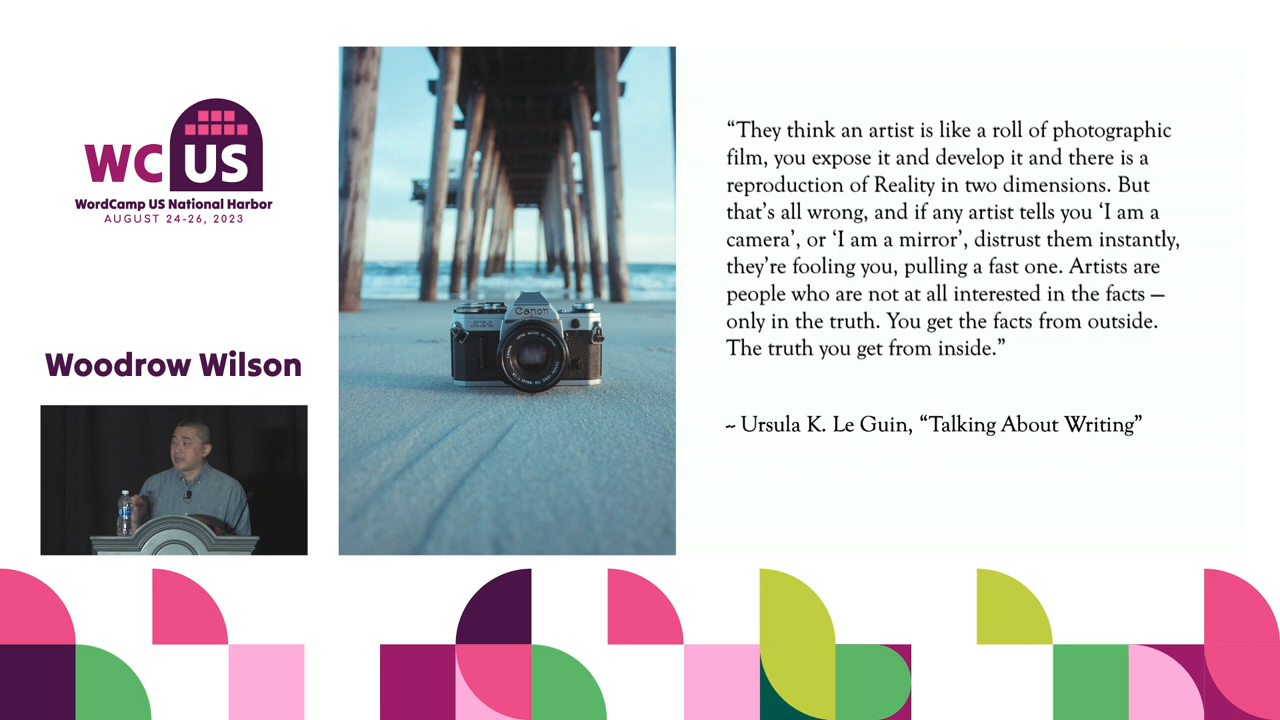 WC US
WordCamp US National Harbor
AUGUST 24-26, 2023
Woodrow Wilson
Canon
AE-1
“They think an artist is like a roll of photographic
film, you expose it and develop it and there is a
reproduction of Reality in two dimensions. But
that’s all wrong, and if any artist tells you ‘I am a
camera’, or ‘I am a mirror’, distrust them instantly,
they’re fooling you, pulling a fast one. Artists are
people who are not at all interested in the facts —
only in the truth. You get the facts from outside.
The truth you get from inside.”
~ Ursula K. Le Guin, “Talking About Writing”